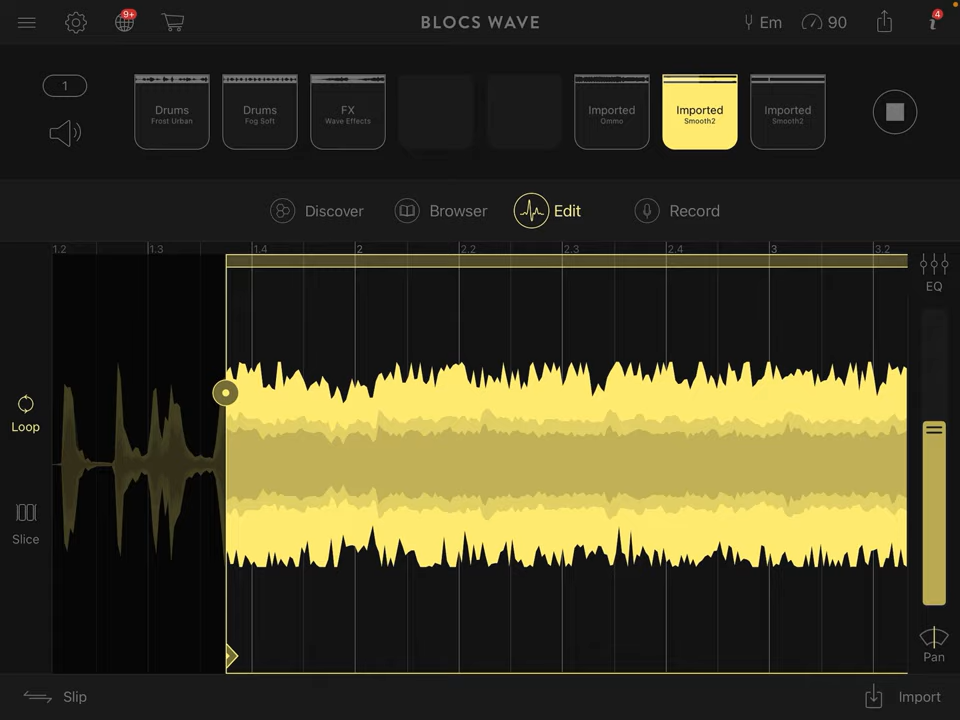 9+
BLOCS WAVE
Em
90
4
1
Drums
Frost Urban
Drums
Fog Soft
FX
Wave Effects
Imported
Ommo
Imported
Smooth2
Imported
Smooth2
Discover
Browser
Edit
Record
1.2
1.3
1.4
2
2.2
2.3
2.4
3
3.2
EQ
Loop
Slice
Pan
Slip
Import